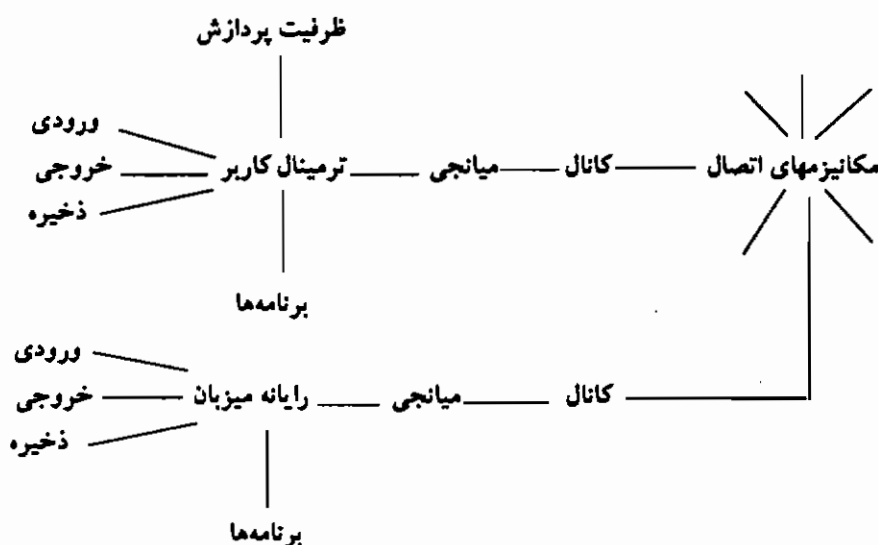 ظرفیت پردازش
ورودی
مکانیزمهای اتصال
کانال
میانجی
ترمینال کاربر
خروجی
ذخیره
برنامه‌ها
ورودی
کانال
میانجی
رایانه میزبان
خروجی
ذخیره
برنامه‌ها